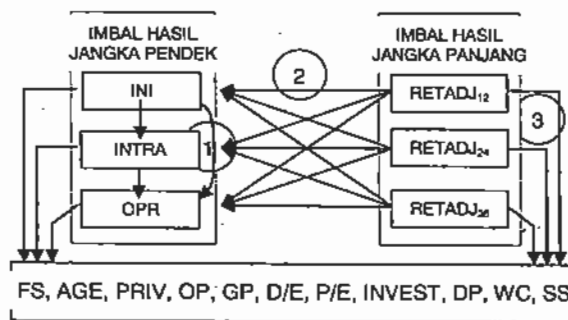 IMBAL HASIL
JANGKA PENDEK
IMBAL HASIL
JANGKA PANJANG
2
INI
RETADJ₁₂
3
INTRA
1
RETADJ₂₄
OPR
RETADJ₃₆
FS, AGE, PRIV, OP, GP, D/E, P/E, INVEST, DP, WC, SS